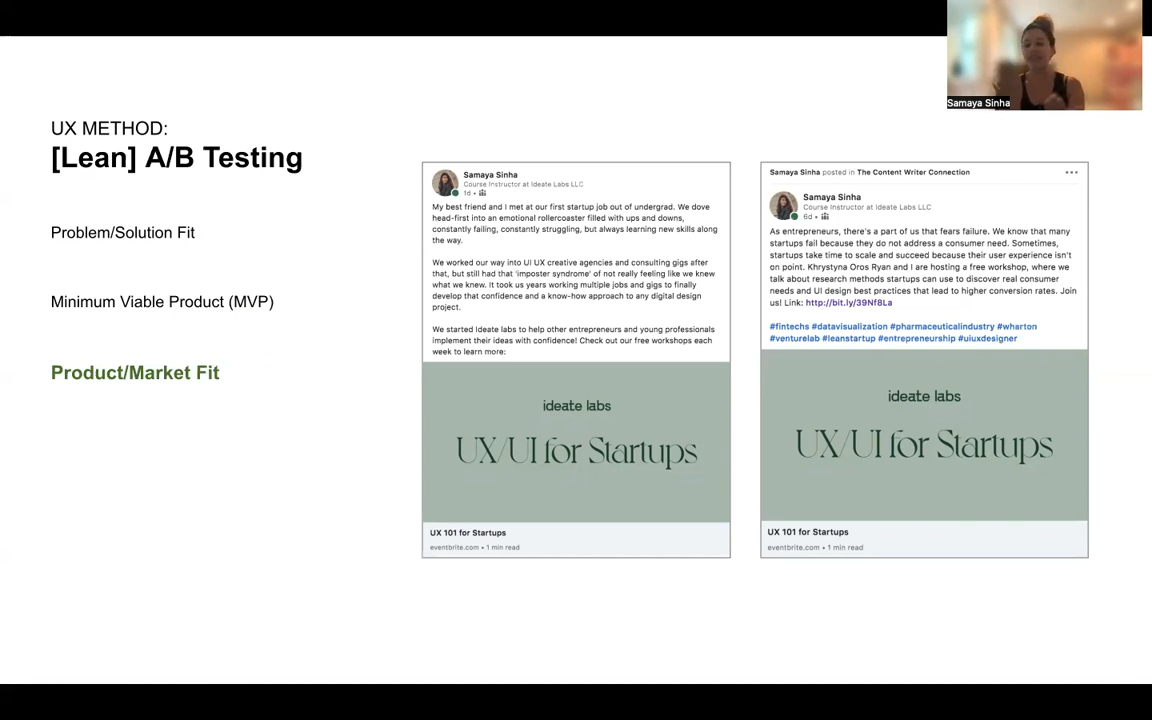 Samaya Sinha
UX METHOD:
[Lean] A/B Testing
Problem/Solution Fit
Minimum Viable Product (MVP)
Product/Market Fit
Samaya Sinha
Course Instructor at Ideate Labs LLC
1d •
My best friend and I met at our first startup job out of undergrad. We dove
head-first into an emotional rollercoaster filled with ups and downs,
constantly failing, constantly struggling, but always learning new skills along
the way.
We worked our way into UI UX creative agencies and consulting gigs after
that, but still had that 'imposter syndrome' of not really feeling like we knew
what we knew. It took us years working multiple jobs and gigs to finally
develop that confidence and a know-how approach to any digital design
project.
We started Ideate labs to help other entrepreneurs and young professionals
implement their ideas with confidence! Check out our free workshops each
week to learn more:
ideate labs
UX/UI for Startups
UX 101 for Startups
eventbrite.com • 1 min read
Samaya Sinha posted in The Content Writer Connection
Samaya Sinha
Course Instructor at Ideate Labs LLC
6d •
As entrepreneurs, there's a part of us that fears failure. We know that many
startups fail because they do not address a consumer need. Sometimes,
startups take time to scale and succeed because their user experience isn't
on point. Khrystyna Oros Ryan and I are hosting a free workshop, where we
talk about research methods startups can use to discover real consumer
needs and UI design best practices that lead to higher conversion rates. Join
us! Link: http://bit.ly/39Nf8La
#fintechs #datavisualization #pharmaceuticalindustry #wharton
#venturelab #leanstartup #entrepreneurship #uiuxdesigner
ideate labs
UX/UI for Startups
UX 101 for Startups
eventbrite.com • 1 min read